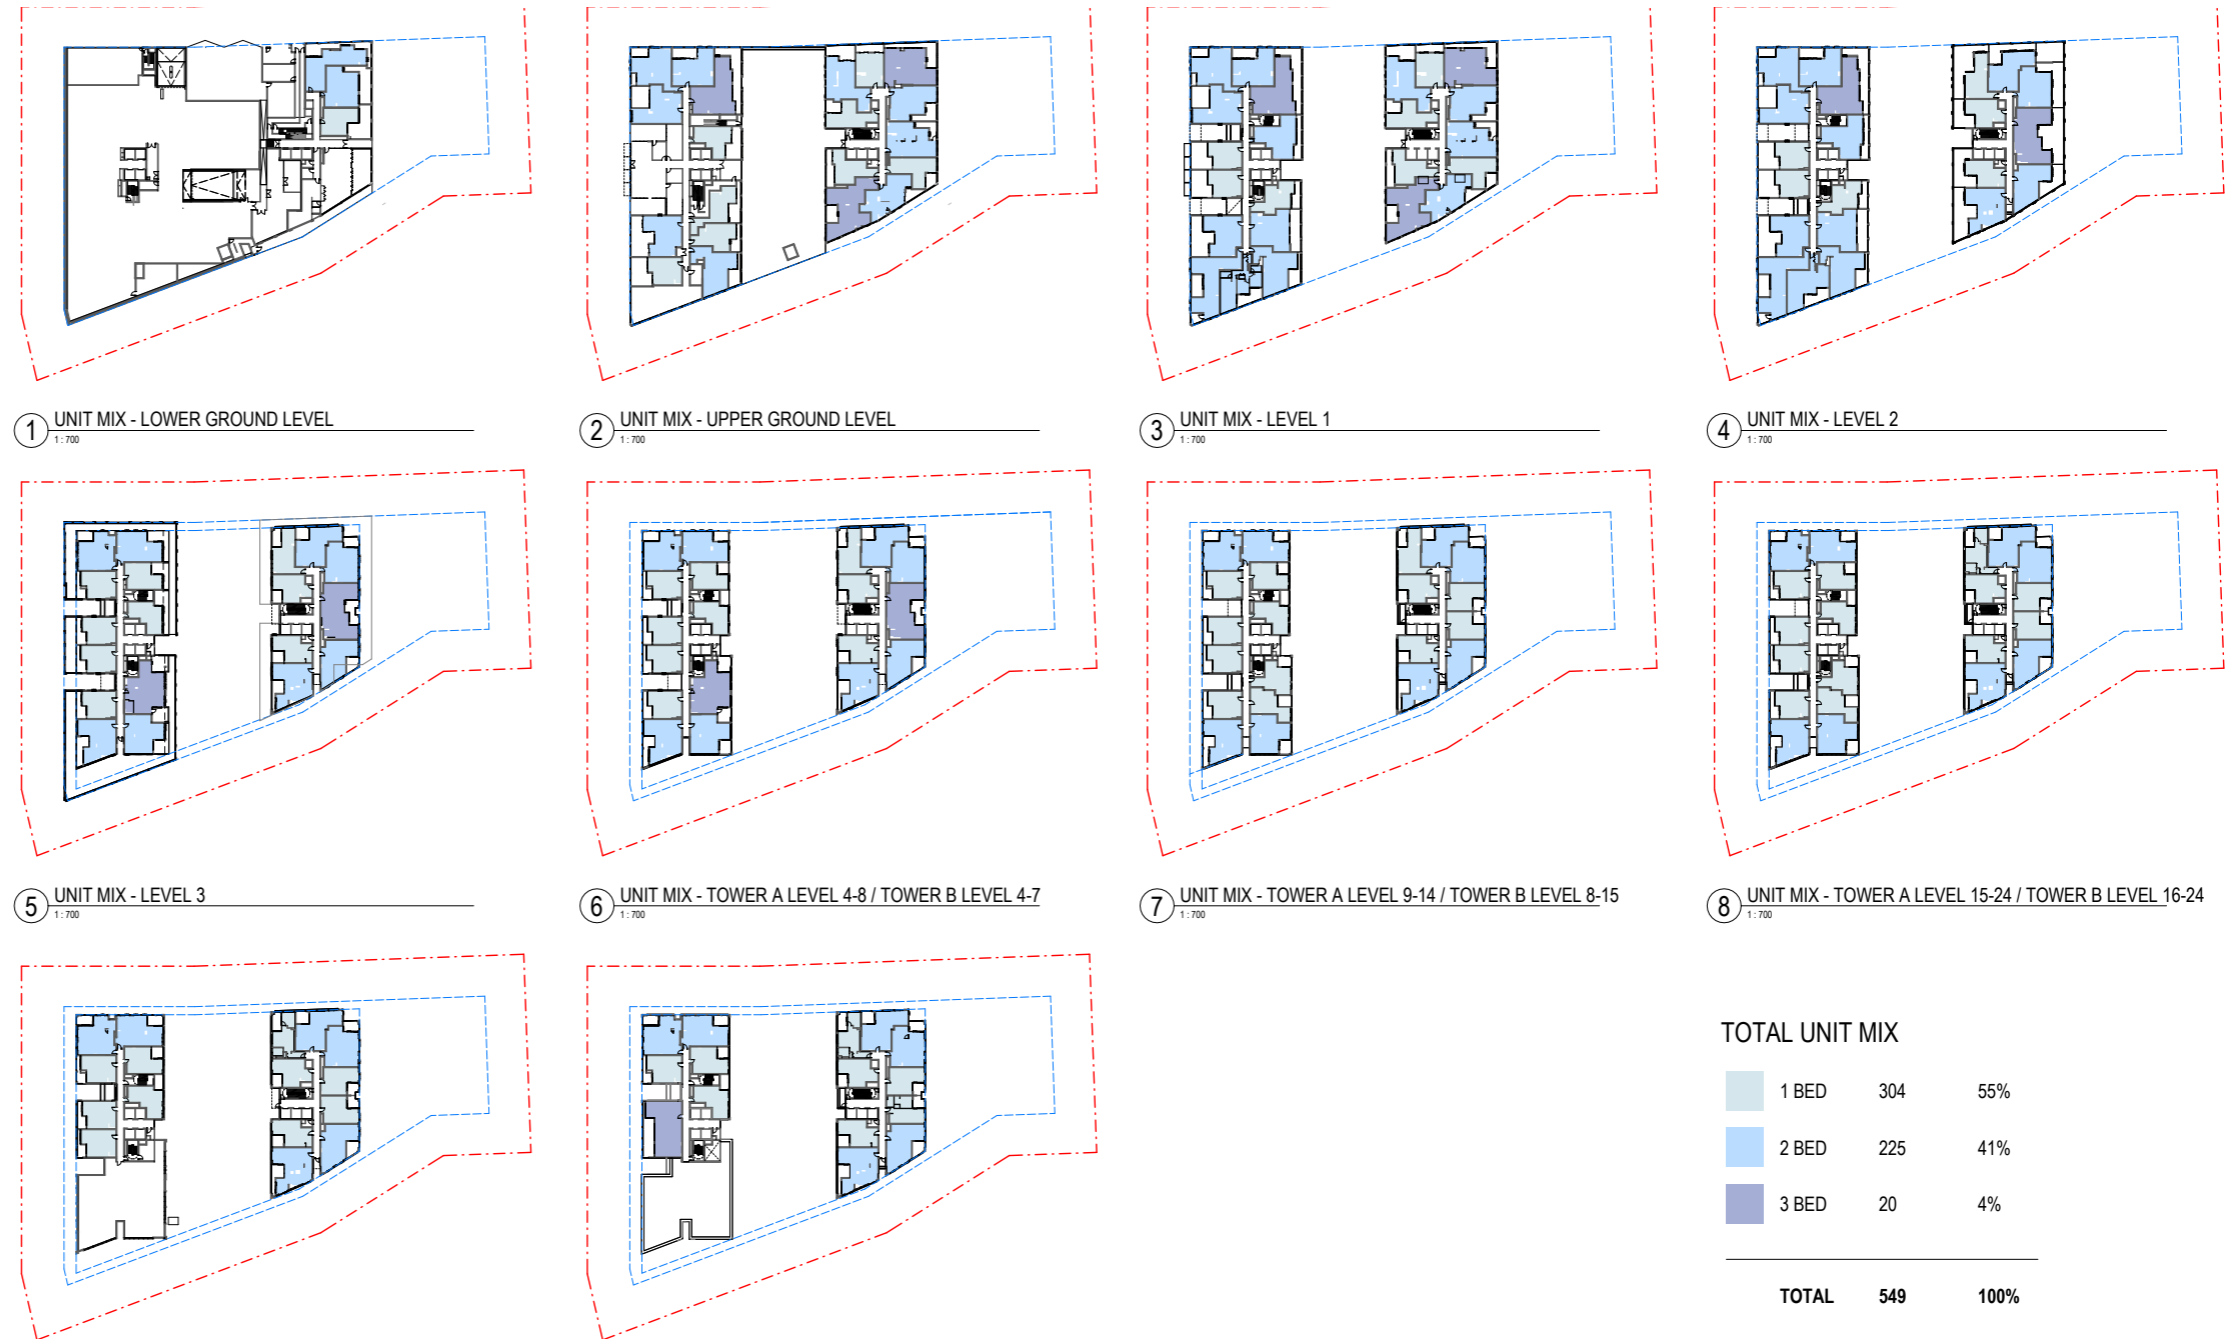 1 UNIT MIX - LOWER GROUND LEVEL
1 : 700
2 UNIT MIX - UPPER GROUND LEVEL
1 : 700
3 UNIT MIX - LEVEL 1
1 : 700
4 UNIT MIX - LEVEL 2
1 : 700
5 UNIT MIX - LEVEL 3
1 : 700
6 UNIT MIX - TOWER A LEVEL 4-8 / TOWER B LEVEL 4-7
1 : 700
7 UNIT MIX - TOWER A LEVEL 9-14 / TOWER B LEVEL 8-15
1 : 700
8 UNIT MIX - TOWER A LEVEL 15-24 / TOWER B LEVEL 16-24
1 : 700
TOTAL UNIT MIX
1 BED 304 55%
2 BED 225 41%
3 BED 20 4%
TOTAL 549 100%